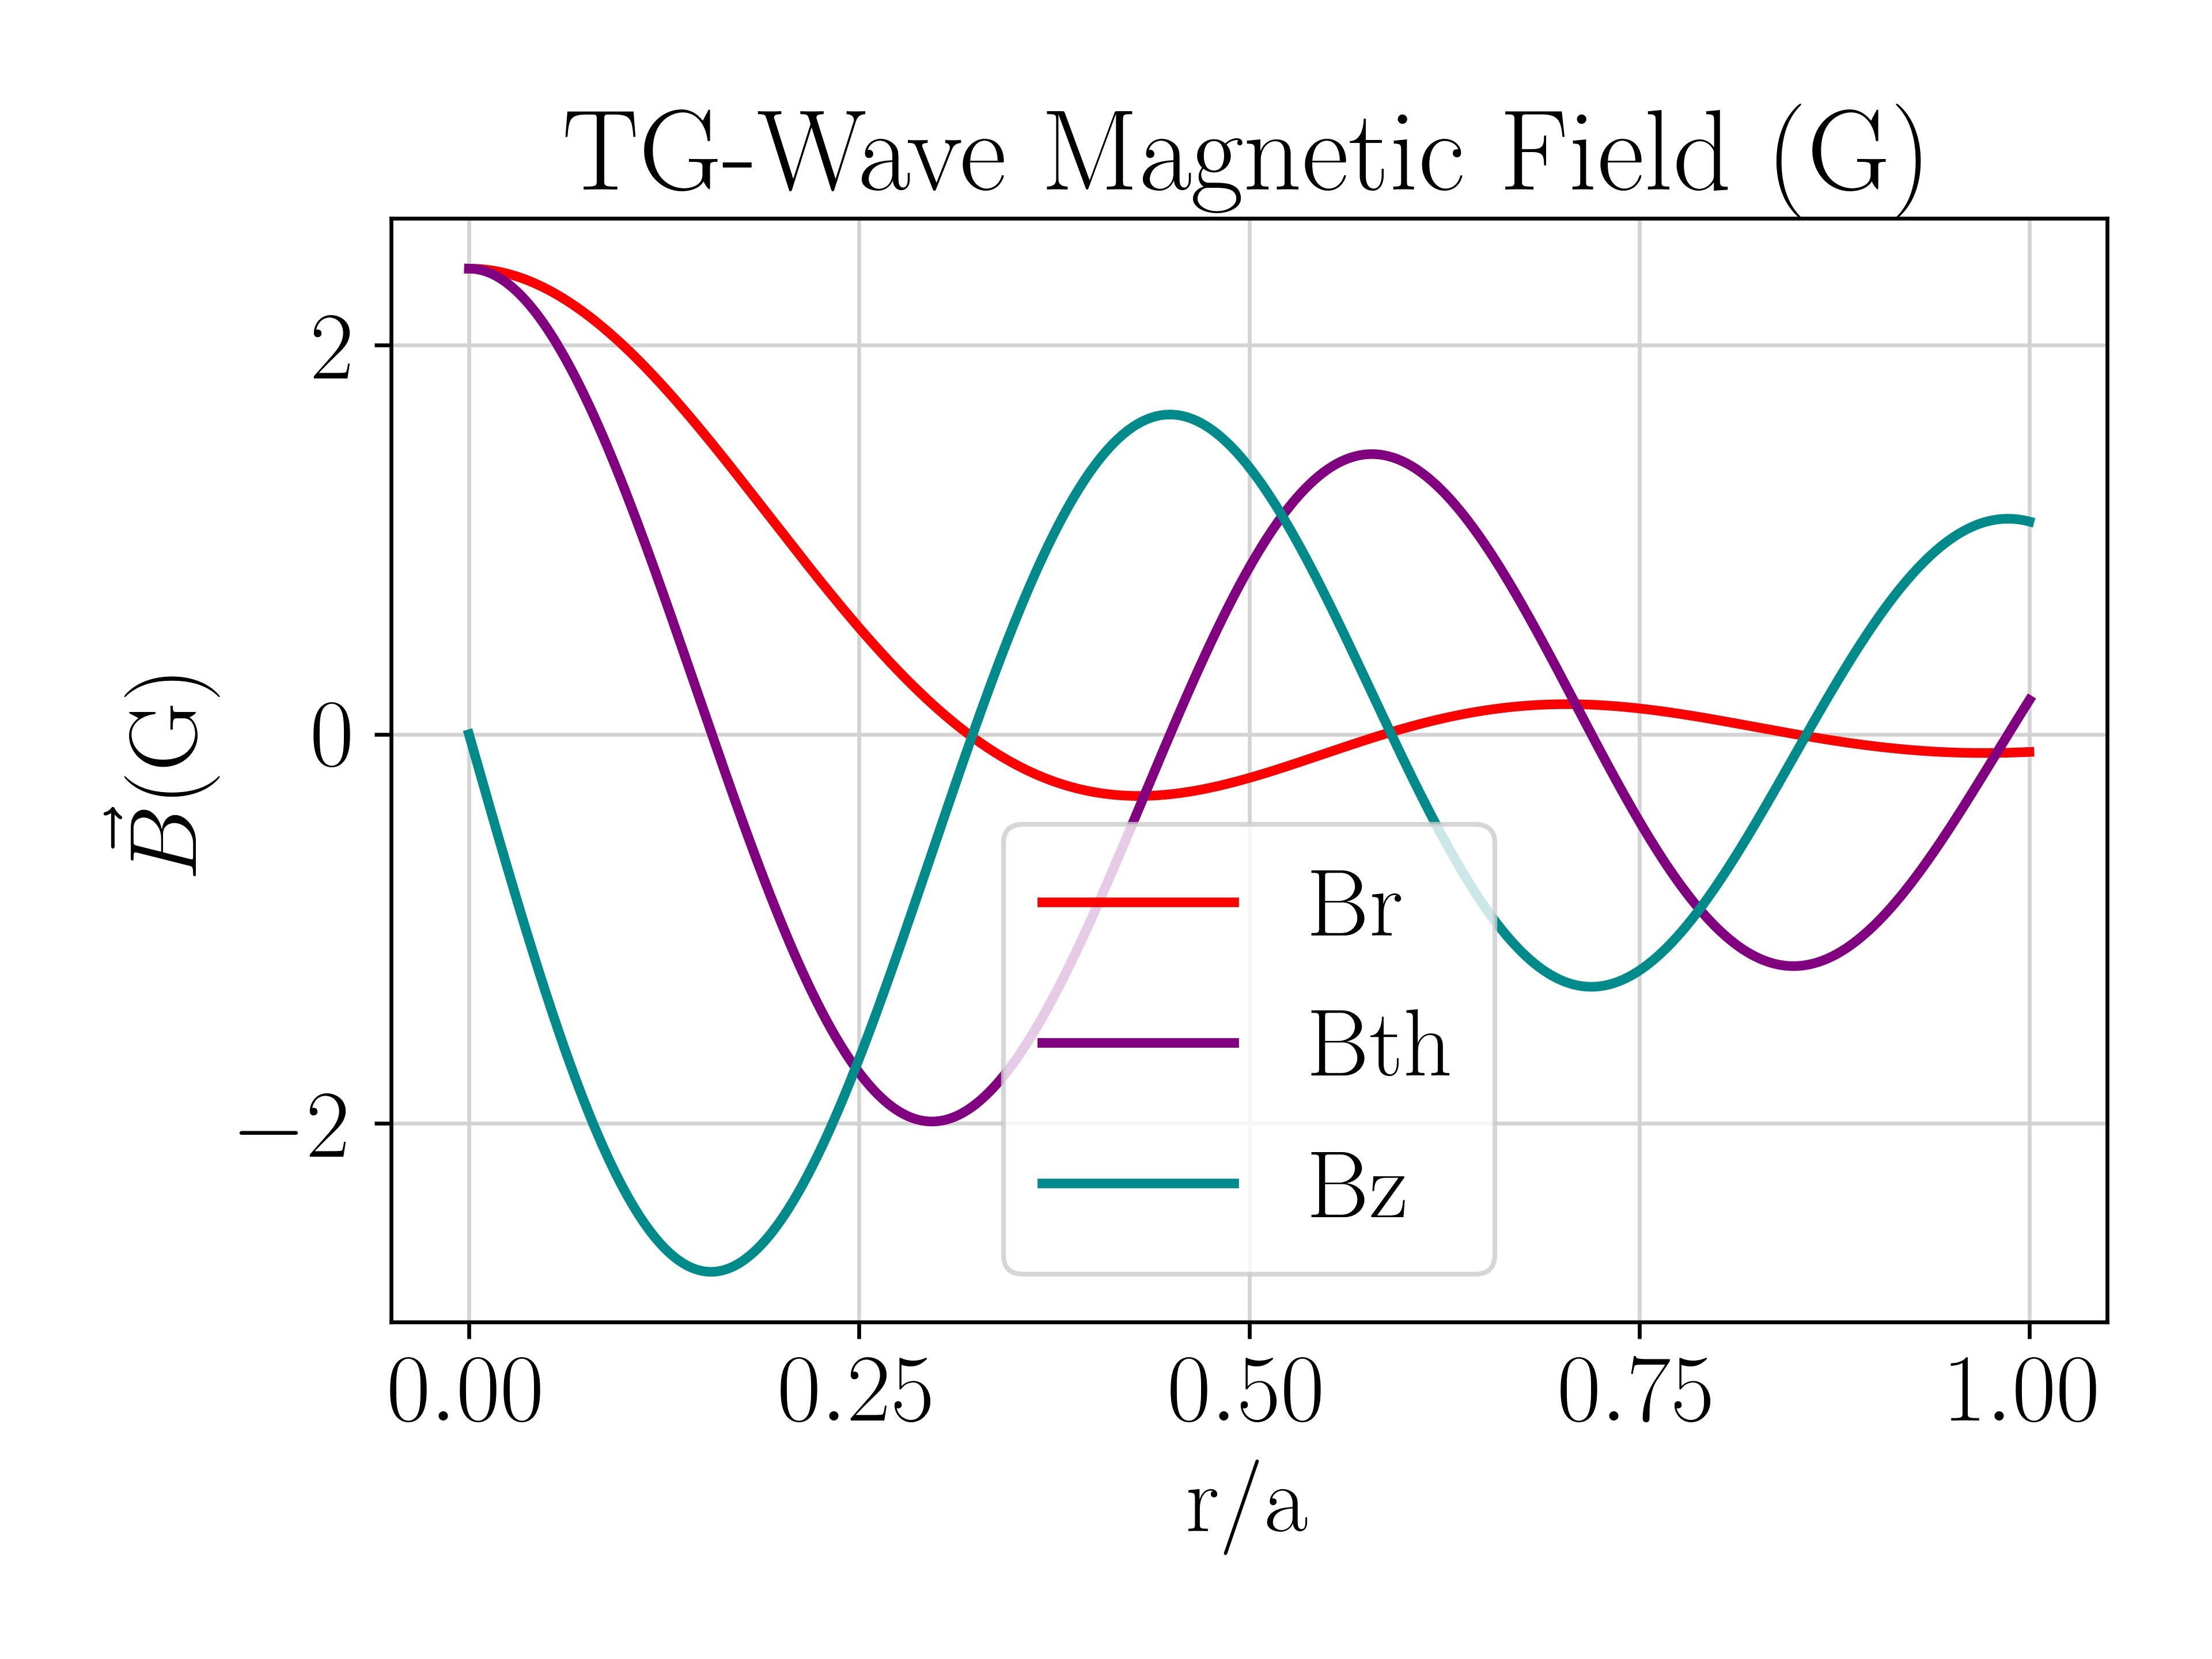 TG-Wave Magnetic Field (G)
2
0
−2
B⃗(G)
Br
Bth
Bz
0.00 0.25 0.50 0.75 1.00
r/a